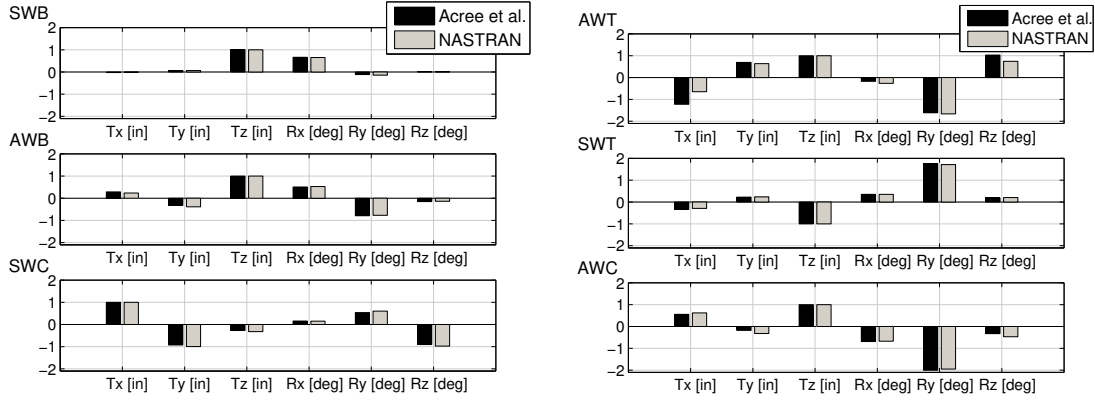 SWB
Acree et al.
NASTRAN
2
1
0
−1
−2
Tx [in] Ty [in] Tz [in] Rx [deg] Ry [deg] Rz [deg]
AWB
2
1
0
−1
−2
Tx [in] Ty [in] Tz [in] Rx [deg] Ry [deg] Rz [deg]
SWC
2
1
0
−1
−2
Tx [in] Ty [in] Tz [in] Rx [deg] Ry [deg] Rz [deg]
AWT
Acree et al.
NASTRAN
2
1
0
−1
−2
Tx [in] Ty [in] Tz [in] Rx [deg] Ry [deg] Rz [deg]
SWT
2
1
0
−1
−2
Tx [in] Ty [in] Tz [in] Rx [deg] Ry [deg] Rz [deg]
AWC
2
1
0
−1
−2
Tx [in] Ty [in] Tz [in] Rx [deg] Ry [deg] Rz [deg]